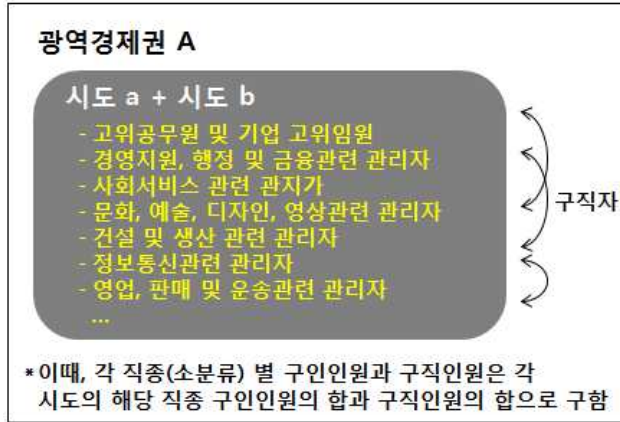 광역경제권 A
시도 a + 시도 b
- 고위공무원 및 기업 고위임원
- 경영지원, 행정 및 금융관련 관리자
- 사회서비스 관련 관지가
- 문화, 예술, 디자인, 영상관련 관리자
구직자
- 건설 및 생산 관련 관리자
- 정보통신관련 관리자
- 영업, 판매 및 운송관련 관리자
...
* 이때, 각 직종(소분류) 별 구인인원과 구직인원은 각
시도의 해당 직종 구인인원의 합과 구직인원의 합으로 구함